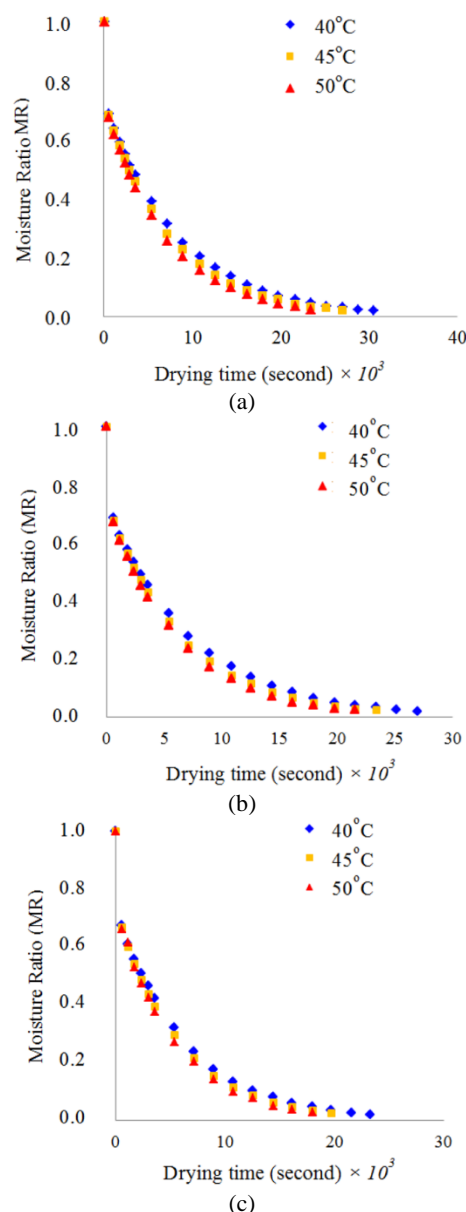 1.0
0.8
0.6
0.4
0.2
0.0
Moisture Ratio MR)
40°C
45°C
50°C
0 10 20 30 40
Drying time (second) × 10³
(a)
1.0
0.8
0.6
0.4
0.2
0.0
Moisture Ratio (MR)
40°C
45°C
50°C
0 5 10 15 20 25 30
Drying time (second) × 10³
(b)
1.0
0.8
0.6
0.4
0.2
0.0
Moisture Ratio (MR)
40°C
45°C
50°C
0 10 20 30
Drying time (second) × 10³
(c)